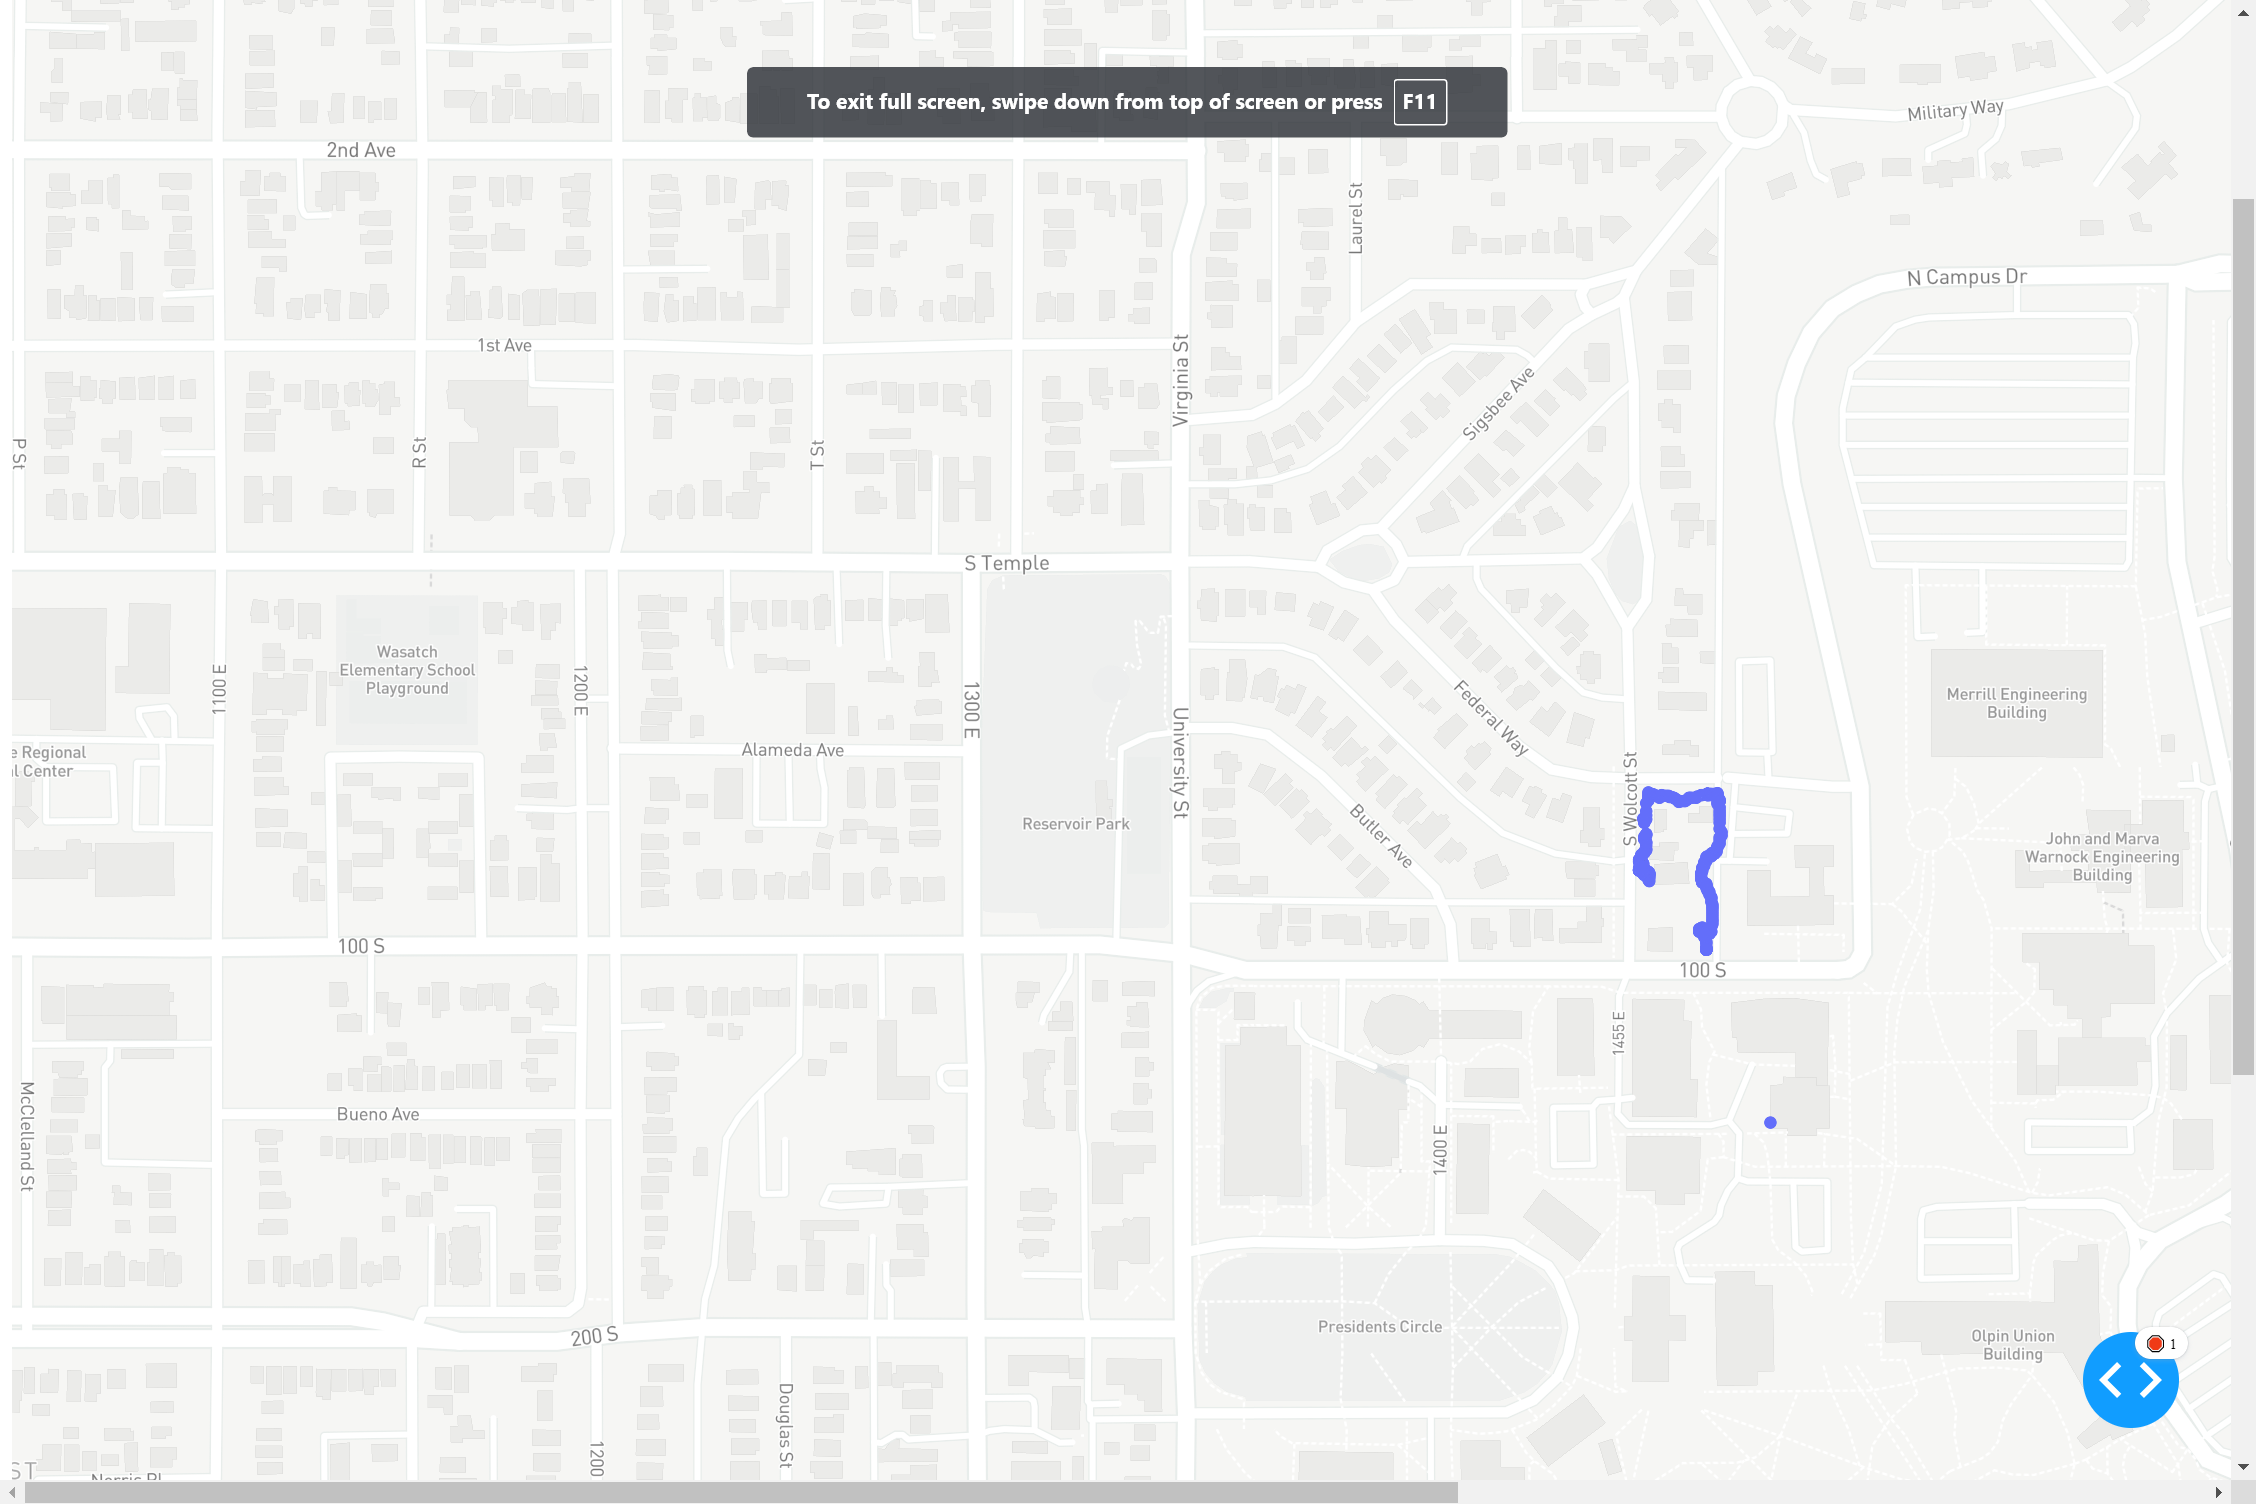 To exit full screen, swipe down from top of screen or press F11
Military Way
2nd Ave
Laurel St
N Campus Dr
1st Ave
Virginia St
Sigsbee Ave
P St
R St
T St
S Temple
Wasatch
Elementary School
Playground
1100 E
1200 E
1300 E
Federal Way
Merrill Engineering
Building
University St
e Regional
l Center
Alameda Ave
S Wolcott St
Reservoir Park
Butler Ave
John and Marva
Warnock Engineering
Building
100 S
100 S
1455 E
McClelland St
Bueno Ave
1400 E
Presidents Circle
200 S
Olpin Union
Building
1
Douglas St
1200
ST
Norris Pl